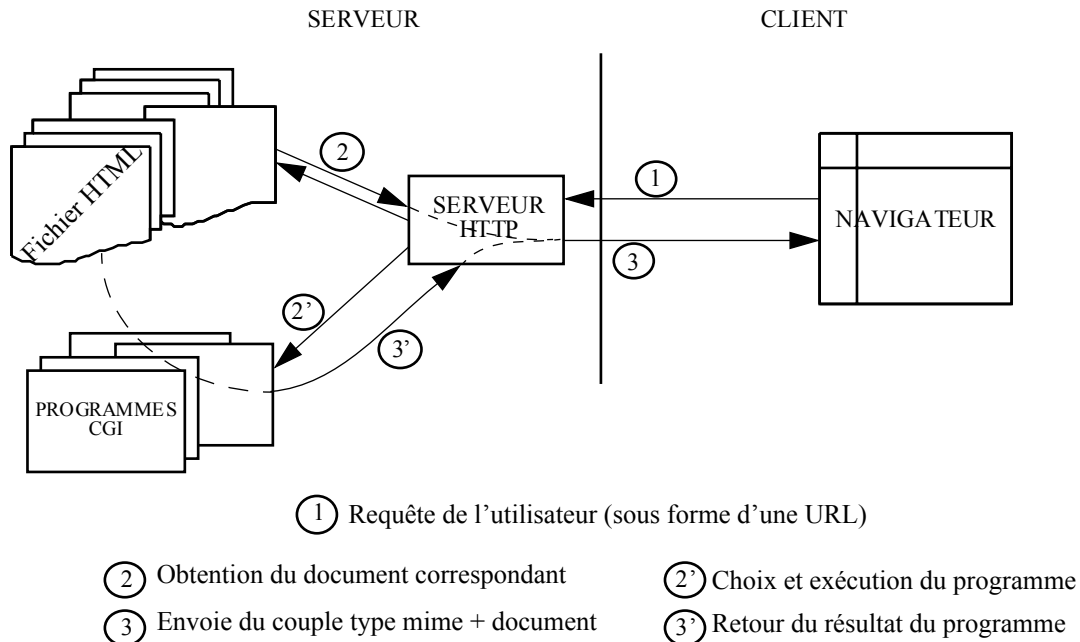 SERVEUR
CLIENT
Fichier HTML
2
SERVEUR
HTTP
1
NAVIGATEUR
3
2’
3’
PROGRAMMES
CGI
1 Requête de l’utilisateur (sous forme d’une URL)
2 Obtention du document correspondant
2’ Choix et exécution du programme
3 Envoie du couple type mime + document
3’ Retour du résultat du programme